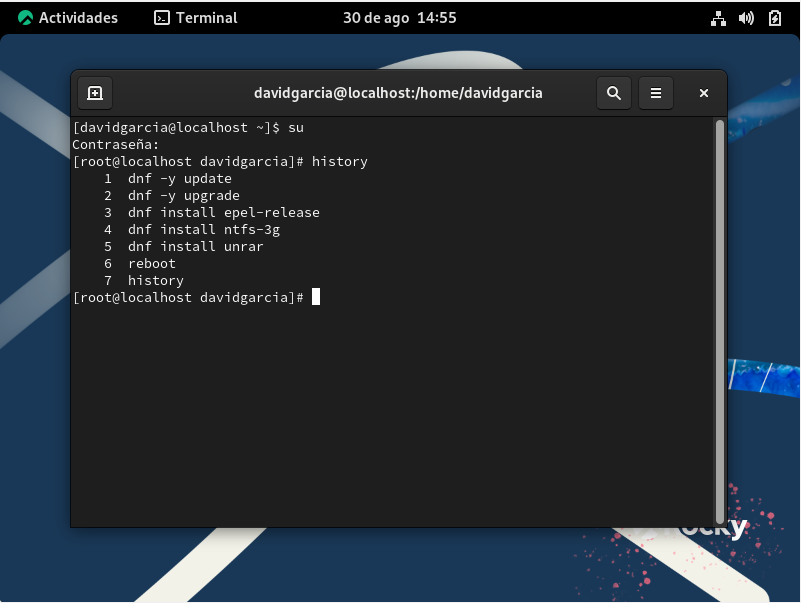 Actividades
Terminal
30 de ago 14:55
davidgarcia@localhost:/home/davidgarcia
[davidgarcia@localhost ~]$ su
Contraseña:
[root@localhost davidgarcia]# history
1 dnf -y update
2 dnf -y upgrade
3 dnf install epel-release
4 dnf install ntfs-3g
5 dnf install unrar
6 reboot
7 history
[root@localhost davidgarcia]#
ocky